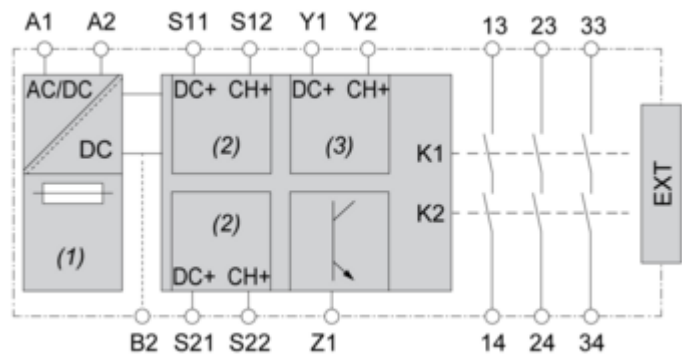 A1 A2 S11 S12 Y1 Y2 13 23 33
AC/DC DC+ CH+ DC+ CH+
DC (2) (3) K1
EXT
(1) (2) K2
DC+ CH+
B2 S21 S22 Z1 14 24 34